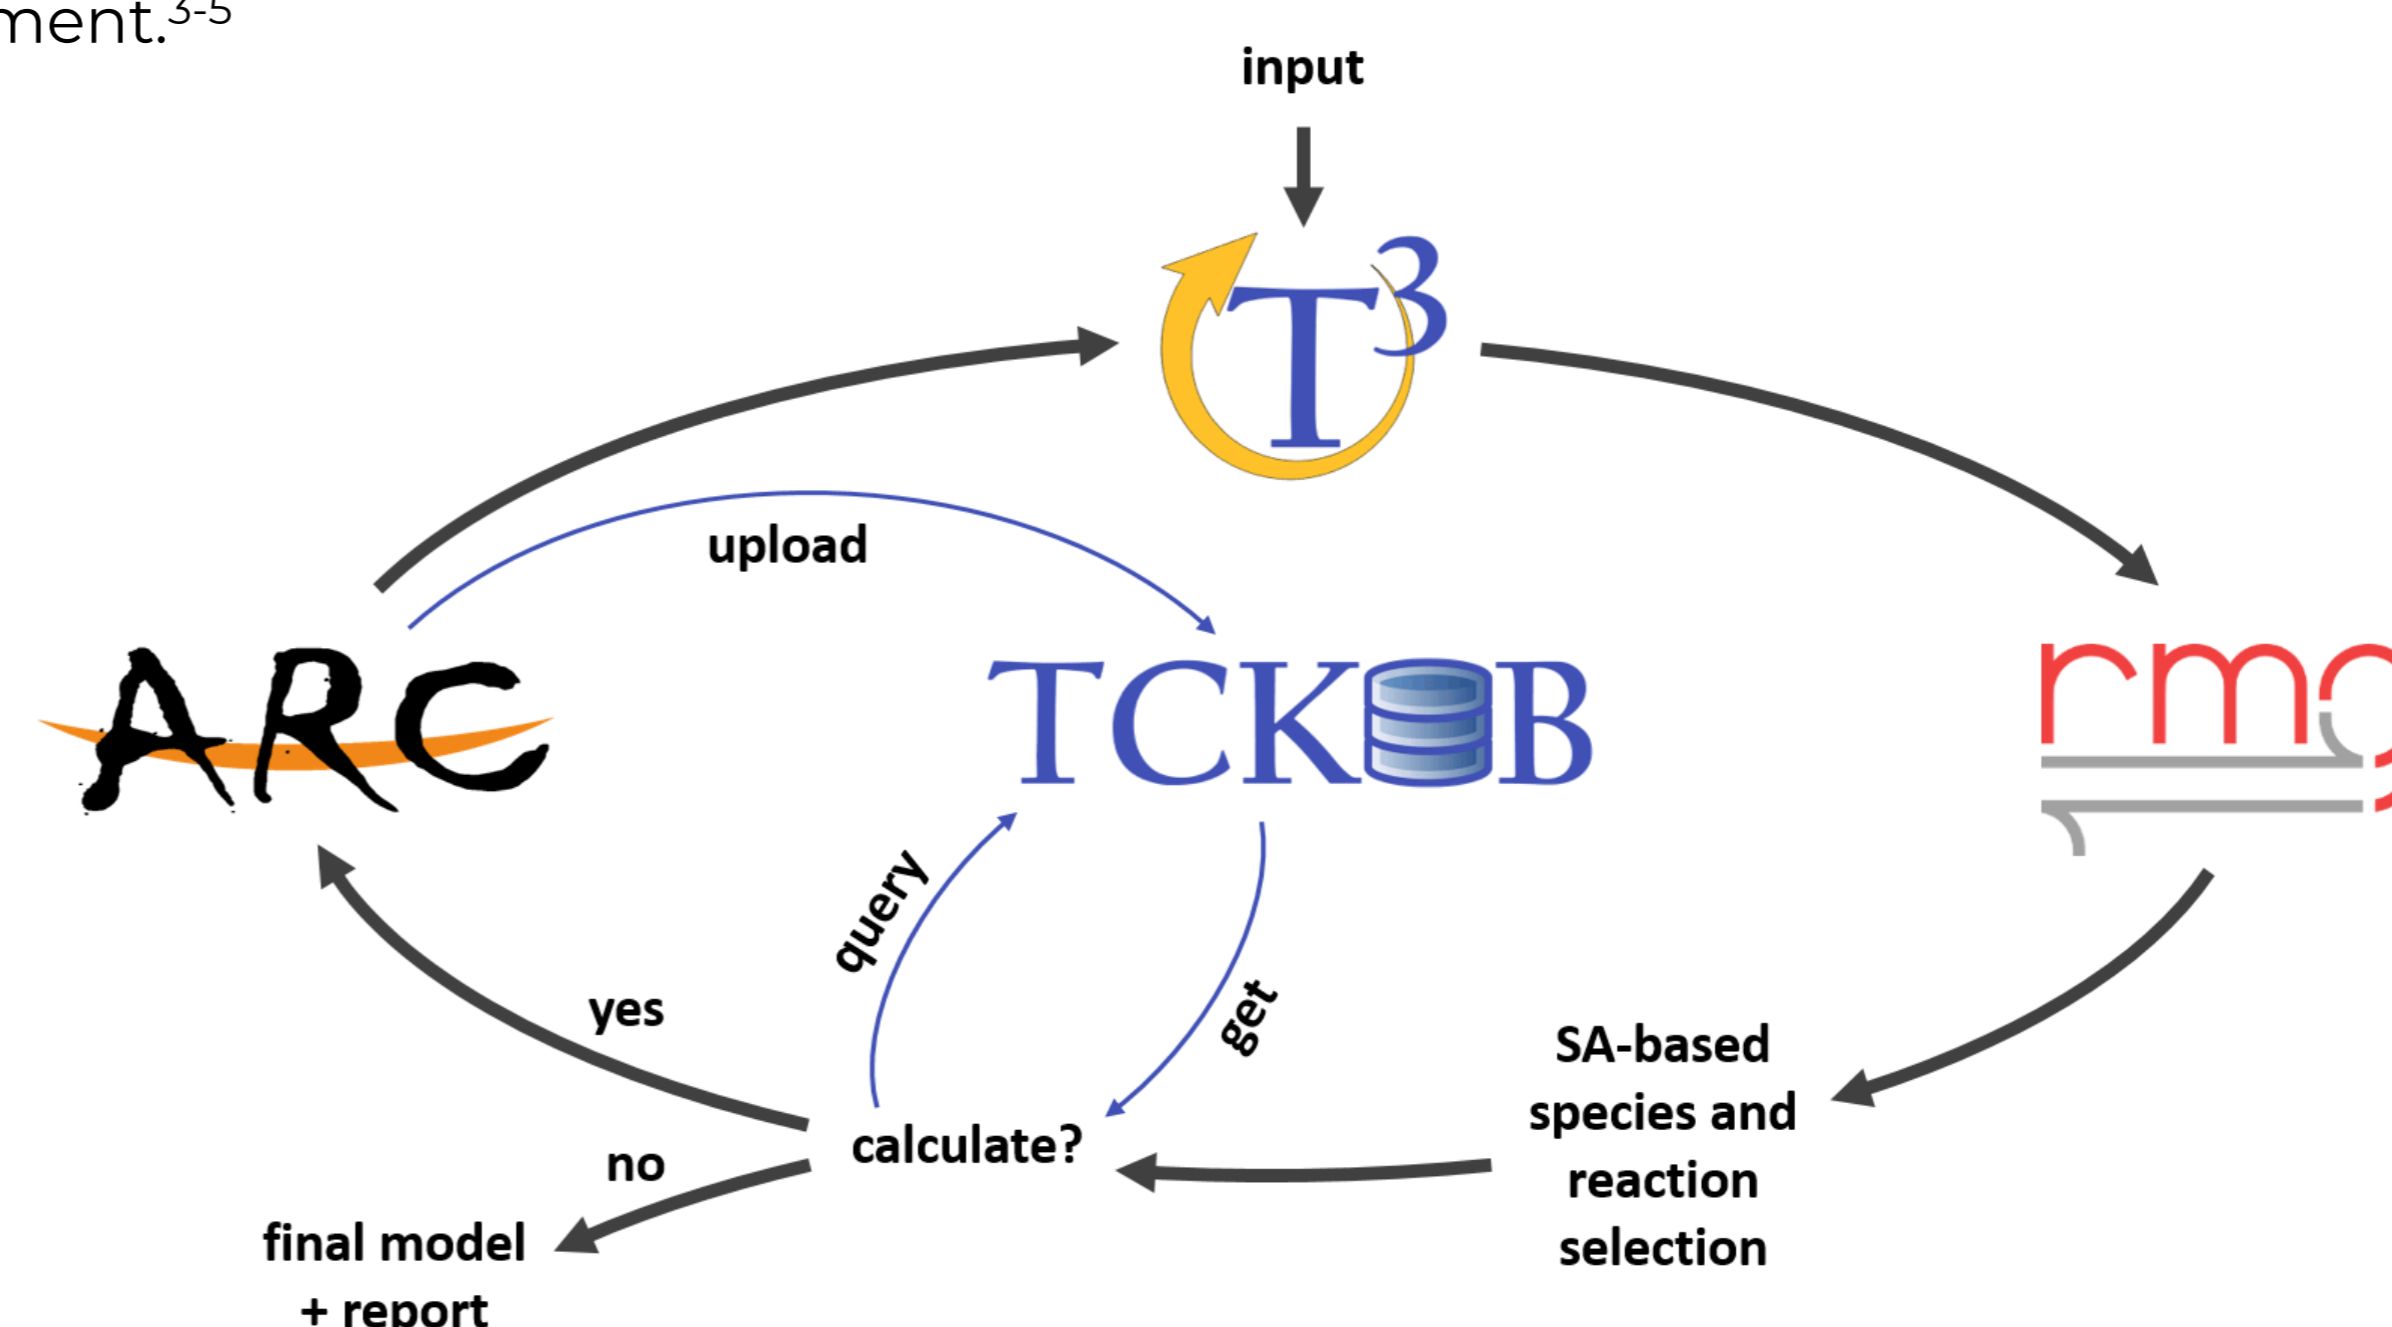 ment.³⁻⁵
input
T³
upload
ARC
TCKB
rmg
query
get
yes
SA-based
species and
reaction
selection
calculate?
no
final model
+ report